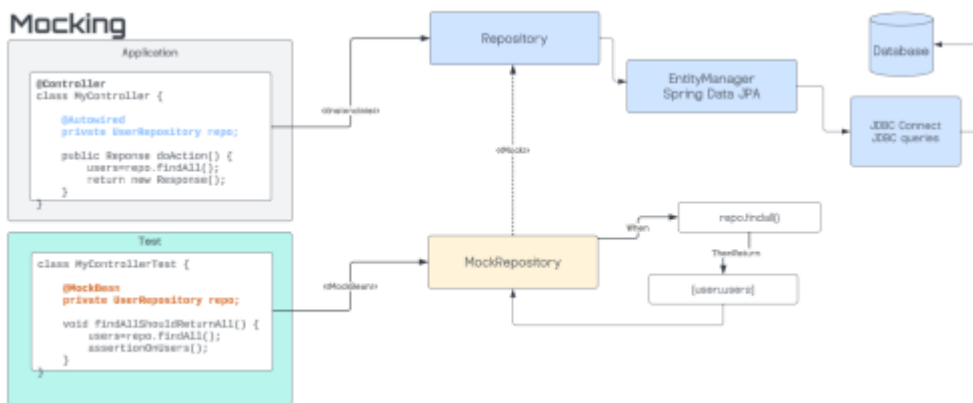 Mocking
Application
@Controller
class MyController {
@Autowired
private UserRepository repo;
public Reponse doAction() {
users=repo.findAll();
return new Response();
}
}
Test
class MyControllerTest {
@MockBean
private UserRepository repo;
void findAllShouldReturnAll() {
users=repo.findAll();
assertionOnUsers();
}
}
<MockBean>
Repository
<Mock>
MockRepository
When
repo.findall()
ThenReturn
EntityManager
Spring Data JPA
Database
JDBC Connect
JDBC queries